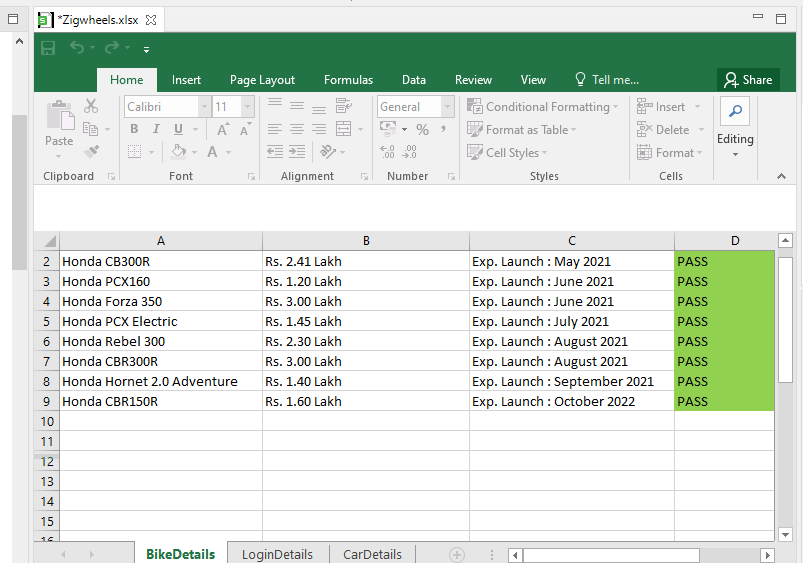 S *Zigwheels.xlsx
Home Insert Page Layout Formulas Data Review View Tell me... Share
Paste Calibri 11 General Conditional Formatting Insert Editing
B I U A A % , Format as Table Delete
A .00 .00 Cell Styles Format
Clipboard Font Alignment Number Styles Cells
A B C D
2 Honda CB300R Rs. 2.41 Lakh Exp. Launch : May 2021 PASS
3 Honda PCX160 Rs. 1.20 Lakh Exp. Launch : June 2021 PASS
4 Honda Forza 350 Rs. 3.00 Lakh Exp. Launch : June 2021 PASS
5 Honda PCX Electric Rs. 1.45 Lakh Exp. Launch : July 2021 PASS
6 Honda Rebel 300 Rs. 2.30 Lakh Exp. Launch : August 2021 PASS
7 Honda CBR300R Rs. 3.00 Lakh Exp. Launch : August 2021 PASS
8 Honda Hornet 2.0 Adventure Rs. 1.40 Lakh Exp. Launch : September 2021 PASS
9 Honda CBR150R Rs. 1.60 Lakh Exp. Launch : October 2022 PASS
10
11
12
13
14
15
16
BikeDetails LoginDetails CarDetails